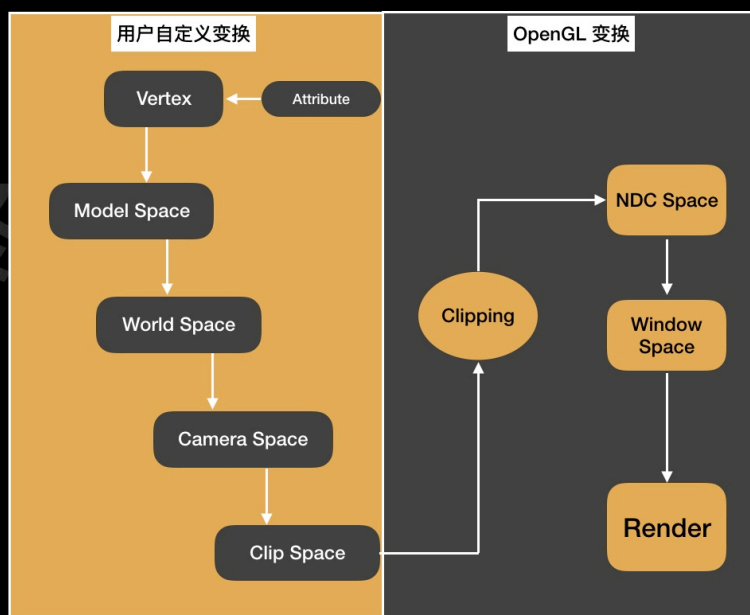 用户自定义变换
Vertex
Attribute
Model Space
World Space
Camera Space
Clip Space
OpenGL 变换
Clipping
NDC Space
Window
Space
Render